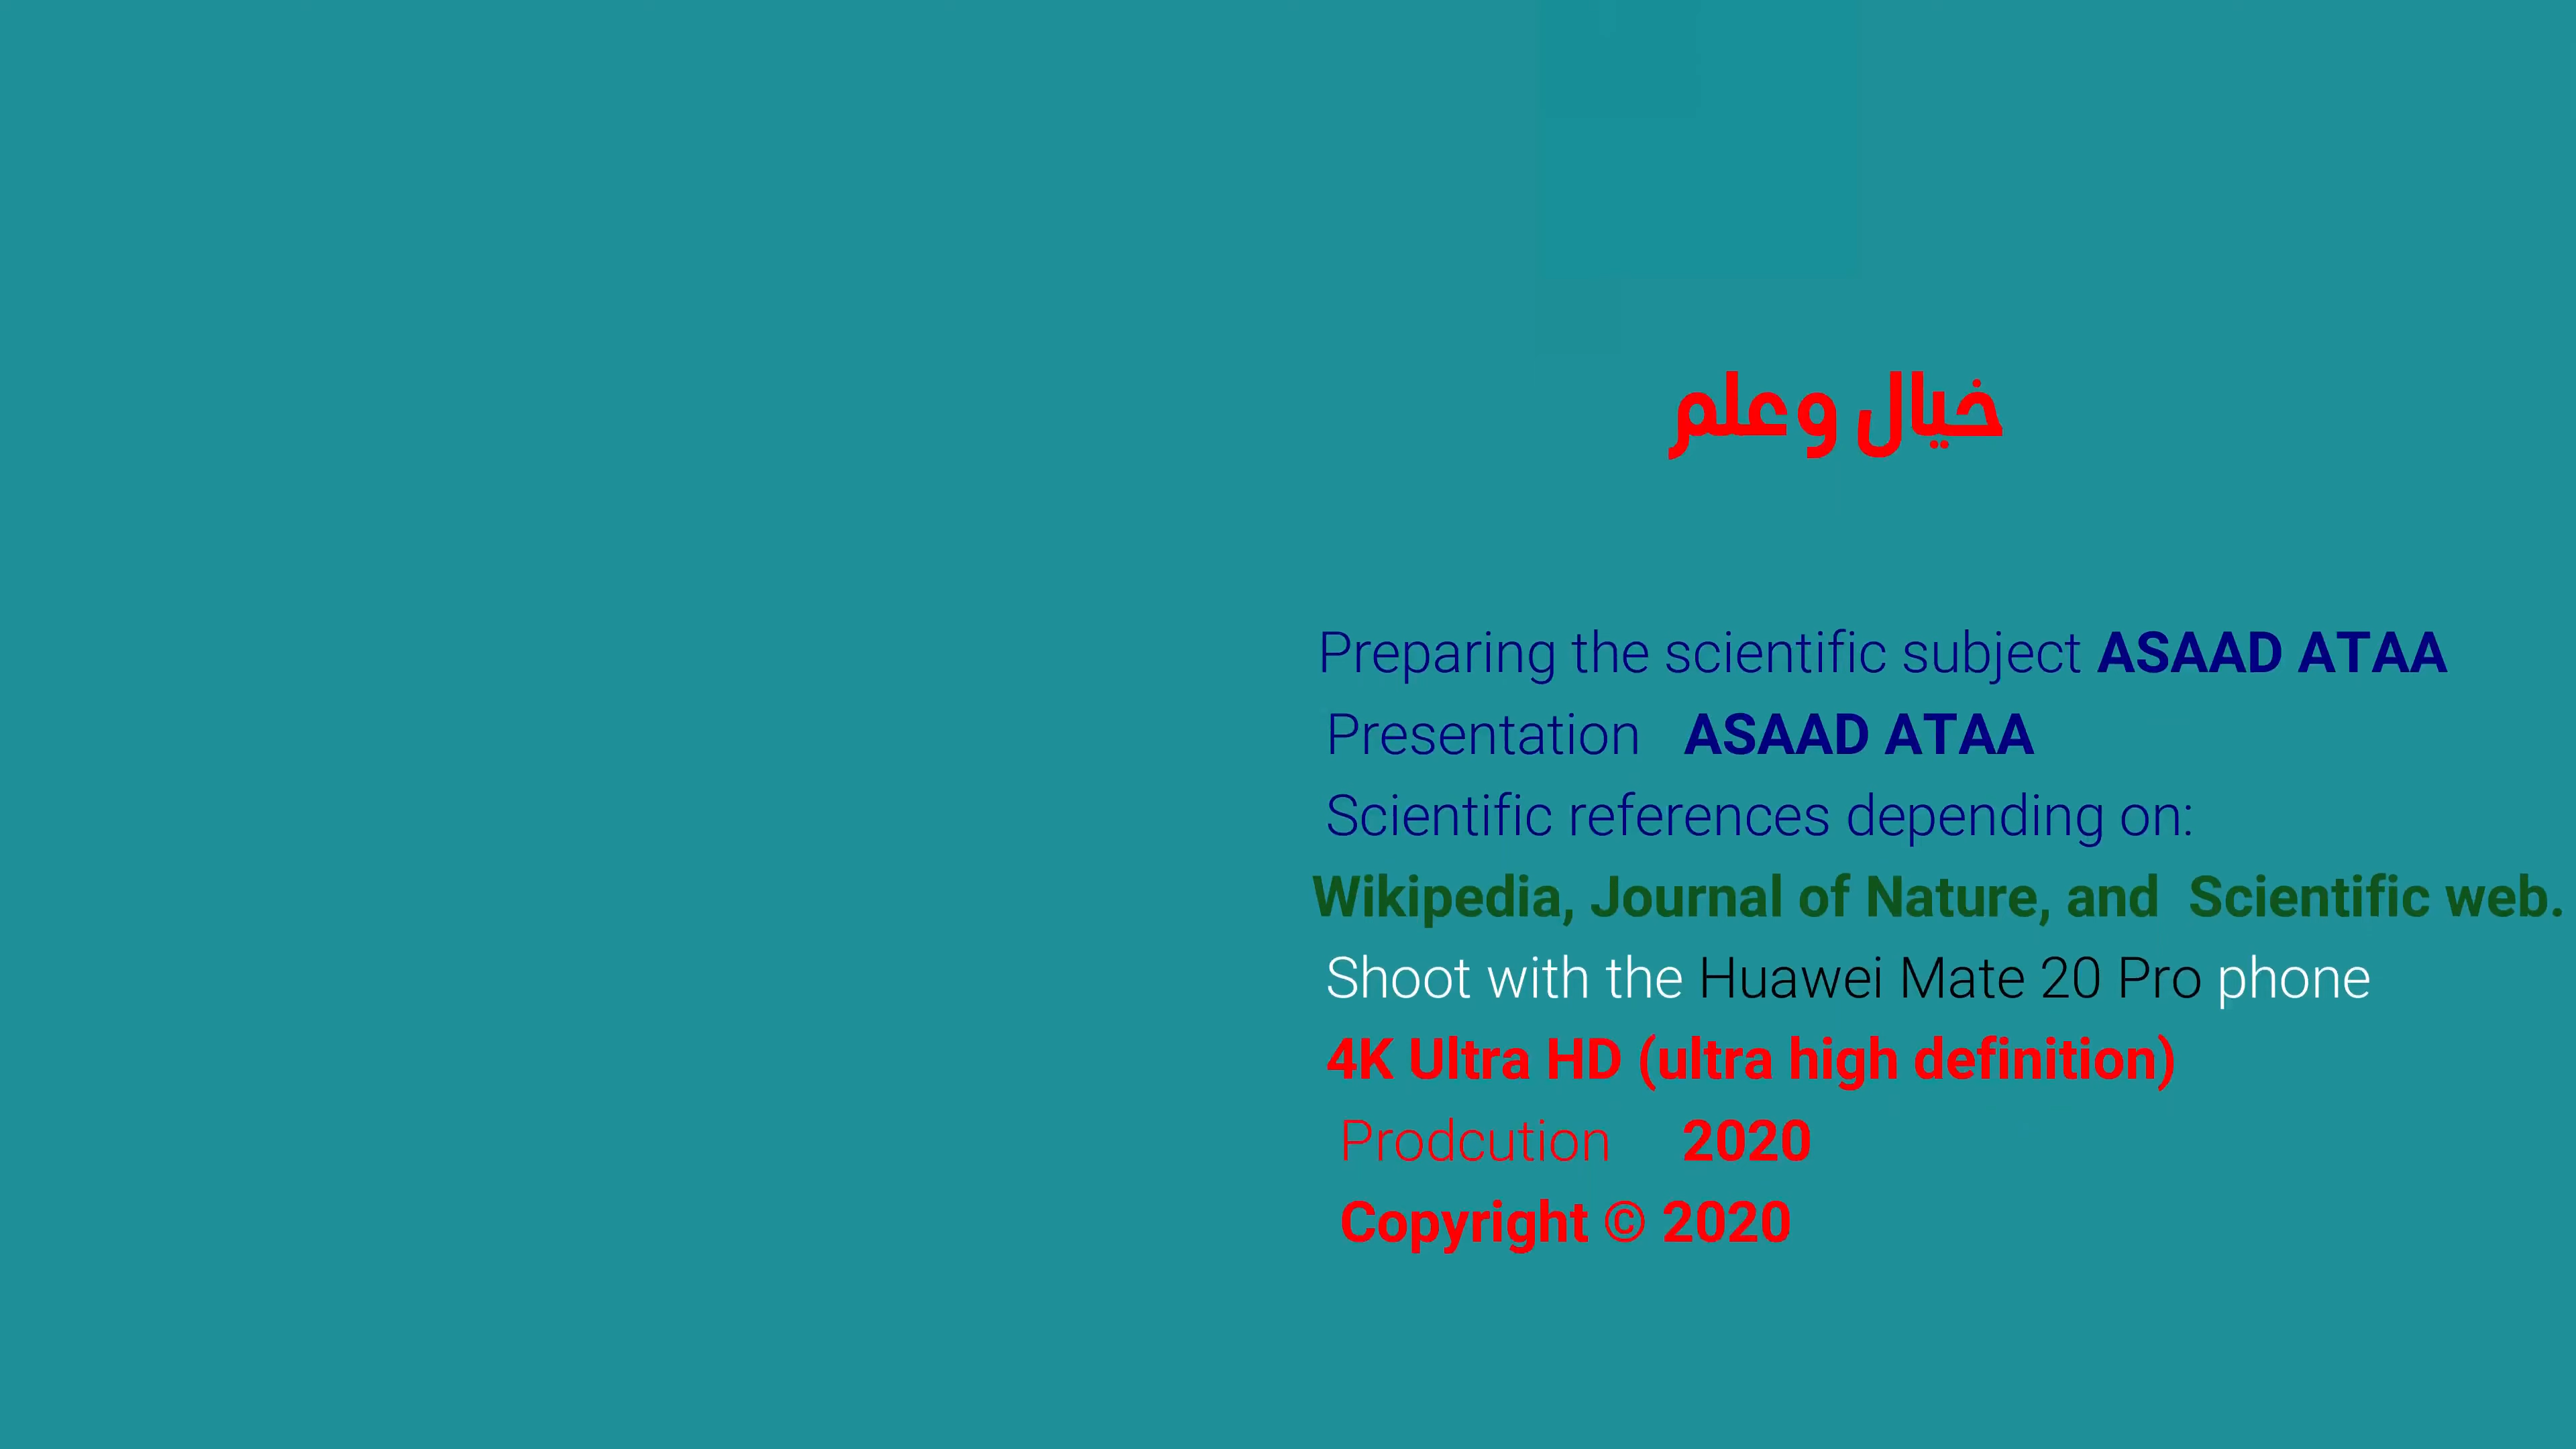 خيال وعلم
Preparing the scientific subject ASAAD ATAA
Presentation ASAAD ATAA
Scientific references depending on:
Wikipedia, Journal of Nature, and Scientific web.
Shoot with the Huawei Mate 20 Pro phone
4K Ultra HD (ultra high definition)
Prodcution 2020
Copyright © 2020